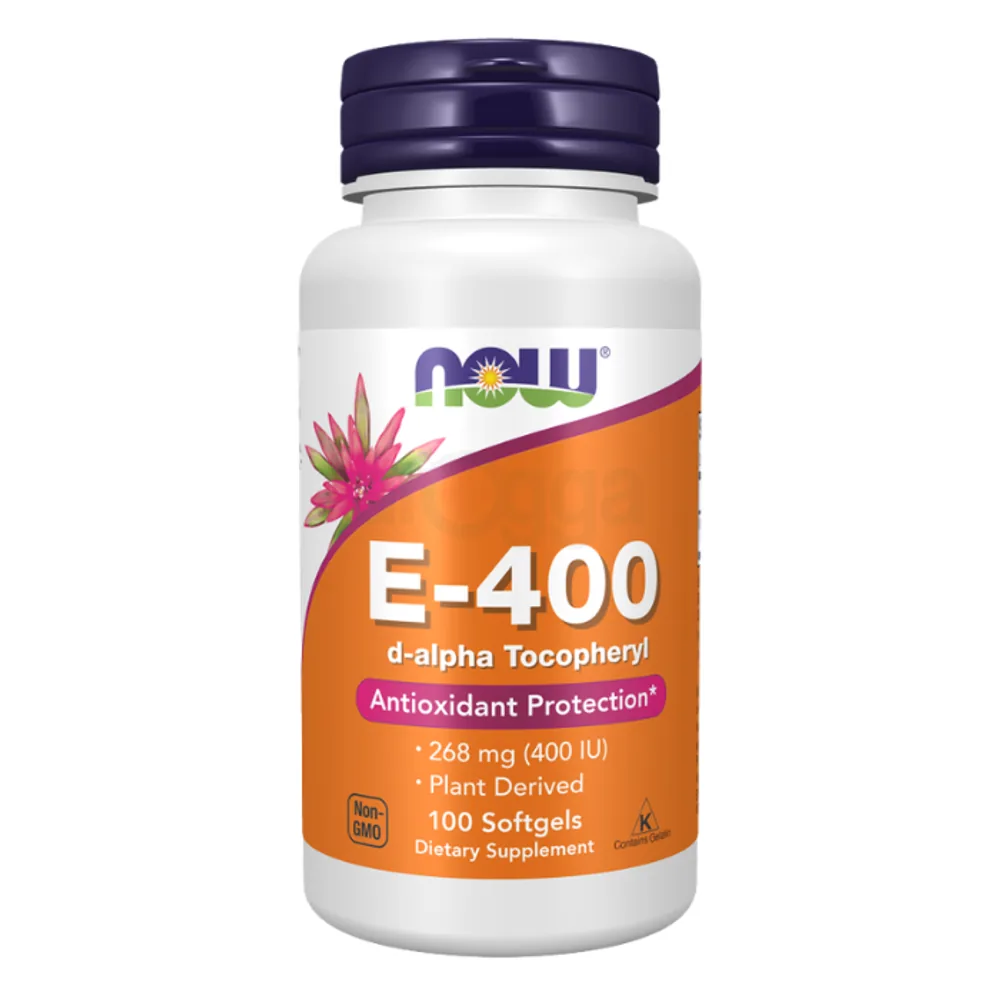 NOW®
E-400
d-alpha Tocopheryl
Antioxidant Protection*
• 268 mg (400 IU)
• Plant Derived
100 Softgels
Dietary Supplement
Non-
GMO
K
Contains Gelatin